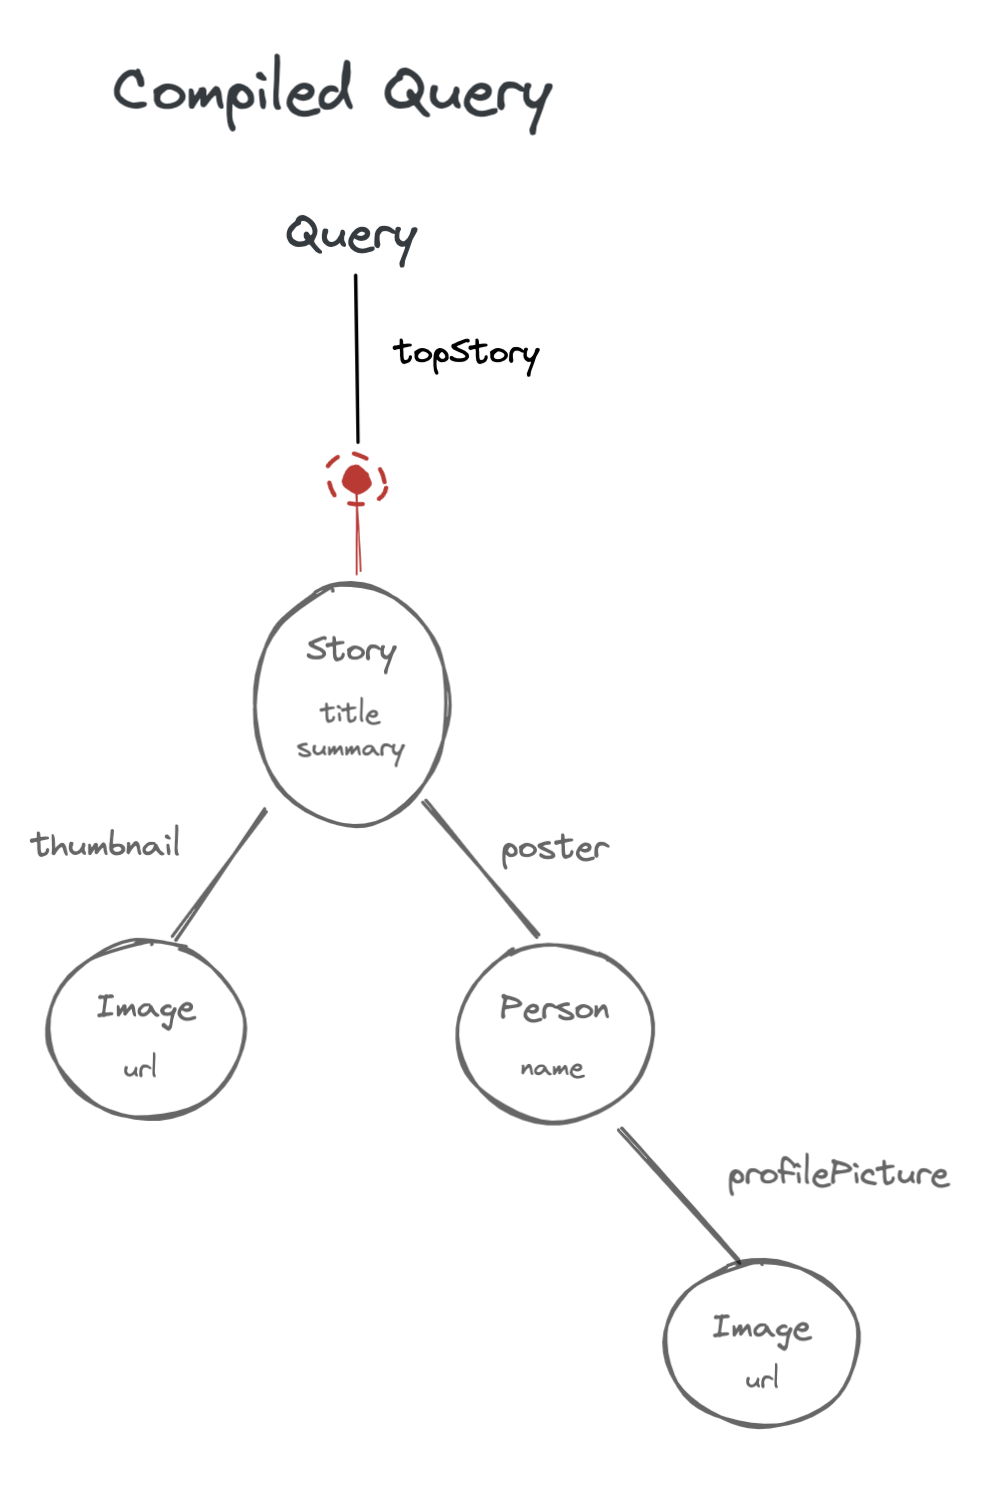 Compiled Query
Query
topStory
Story
title
summary
thumbnail
poster
Image
url
Person
name
profilePicture
Image
url